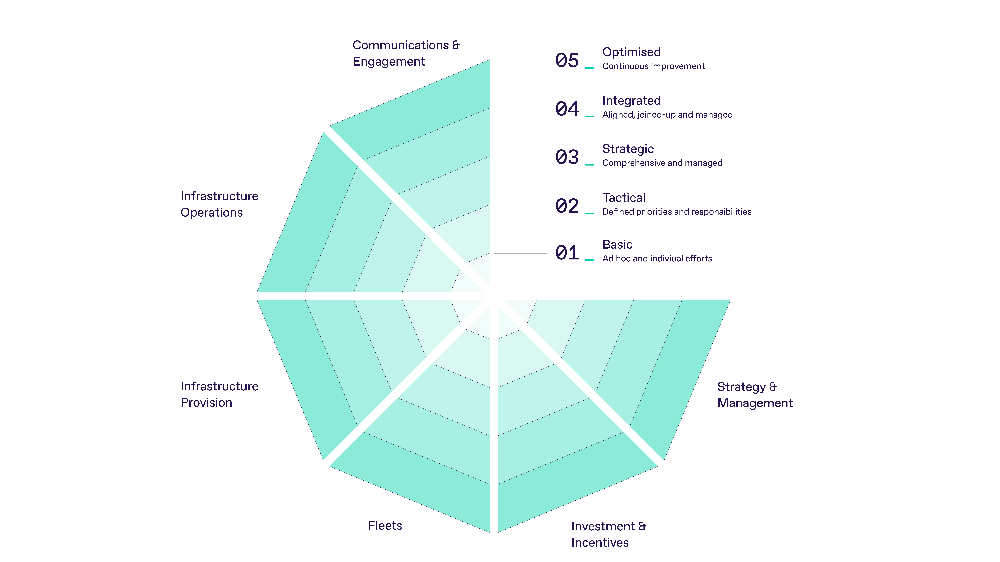 Communications &
Engagement
05
Optimised
Continuous improvement
04
Integrated
Aligned, joined-up and managed
03
Strategic
Comprehensive and managed
02
Tactical
Defined priorities and responsibilities
01
Basic
Ad hoc and indiviual efforts
Infrastructure
Operations
Infrastructure
Provision
Strategy &
Management
Fleets
Investment &
Incentives